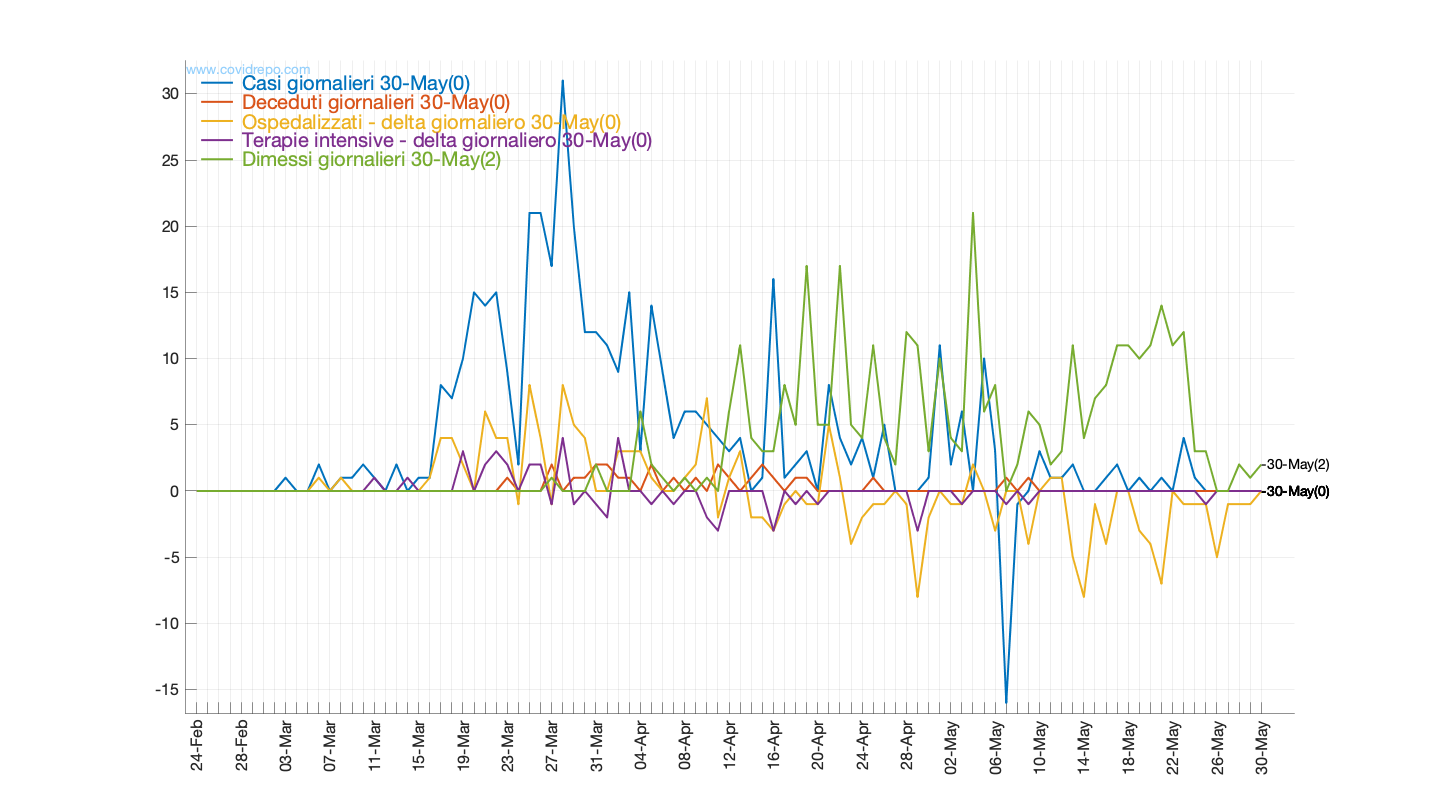 www.covidrepo.com
Casi giornalieri 30-May(0)
Deceduti giornalieri 30-May(0)
Ospedalizzati - delta giornaliero 30-May(0)
Terapie intensive - delta giornaliero 30-May(0)
Dimessi giornalieri 30-May(2)
30
25
20
15
10
5
0
-5
-10
-15
30-May(2)
30-May(0)
24-Feb
28-Feb
03-Mar
07-Mar
11-Mar
15-Mar
19-Mar
23-Mar
27-Mar
31-Mar
04-Apr
08-Apr
12-Apr
16-Apr
20-Apr
24-Apr
28-Apr
02-May
06-May
10-May
14-May
18-May
22-May
26-May
30-May